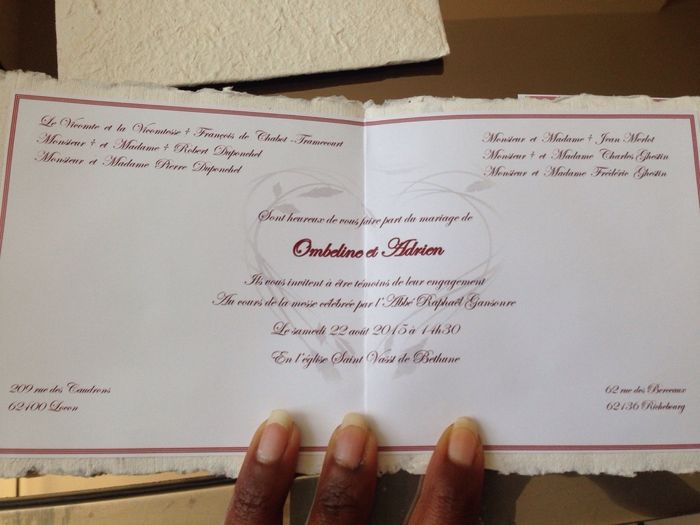 Le Vicomte et la Vicomtesse † François de Chabot-Tramecourt
Monsieur † et Madame † Robert Duponchel
Monsieur et Madame Pierre Duponchel
Monsieur et Madame † Jean Merlot
Monsieur † et Madame Charles Ghestin
Monsieur et Madame Frédéric Ghestin
Sont heureux de vous faire part du mariage de
Ombeline et Adrien
Ils vous invitent à être témoins de leur engagement
Au cours de la messe célébrée par l'Abbé Raphaël Gansonre
Le samedi 22 août 2015 à 14h30
En l'église Saint Vasst de Bethune
209 rue des Caudrons
62400 Locon
62 rue des Berceaux
62136 Richebourg